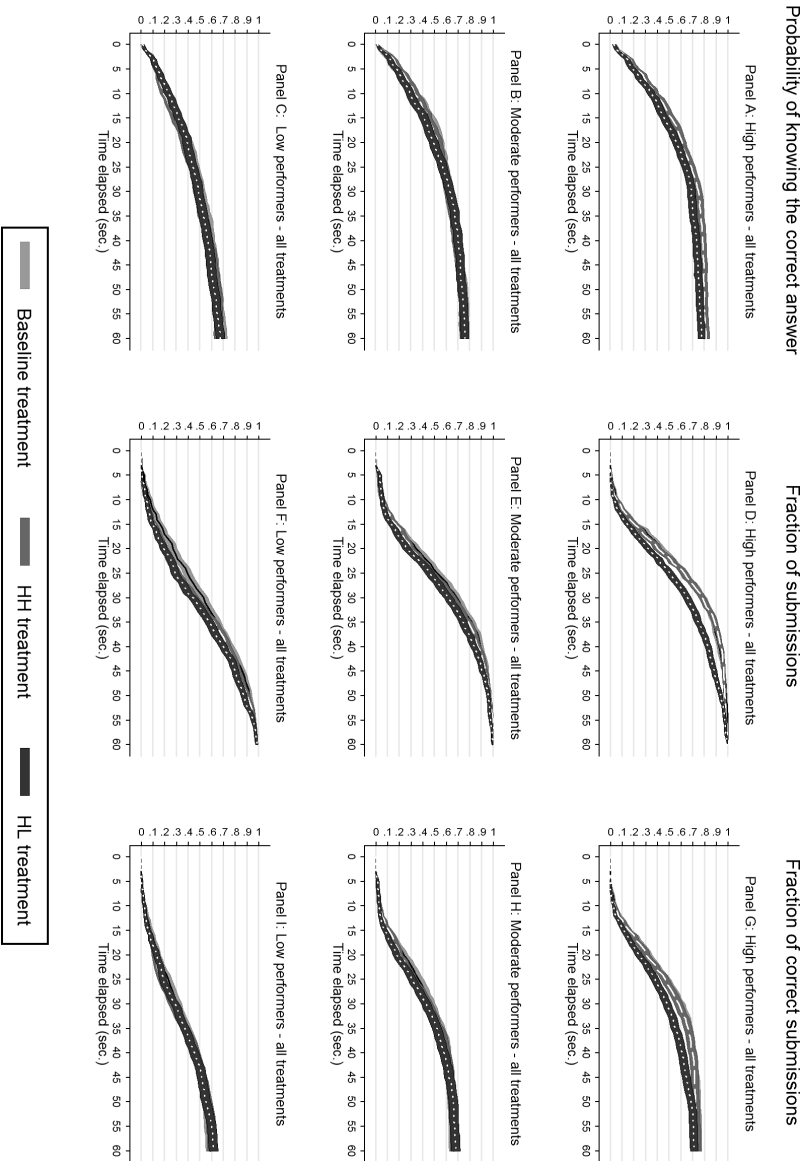 Probability of knowing the correct answer
Fraction of submissions
Fraction of correct submissions
Panel A: High performers - all treatments
0 .1 .2 .3 .4 .5 .6 .7 .8 .9 1
0 5 10 15 20 25 30 35 40 45 50 55 60
Time elapsed (sec.)
Panel D: High performers - all treatments
0 .1 .2 .3 .4 .5 .6 .7 .8 .9 1
0 5 10 15 20 25 30 35 40 45 50 55 60
Time elapsed (sec.)
Panel G: High performers - all treatments
0 .1 .2 .3 .4 .5 .6 .7 .8 .9 1
0 5 10 15 20 25 30 35 40 45 50 55 60
Time elapsed (sec.)
Panel B: Moderate performers - all treatments
0 .1 .2 .3 .4 .5 .6 .7 .8 .9 1
0 5 10 15 20 25 30 35 40 45 50 55 60
Time elapsed (sec.)
Panel E: Moderate performers - all treatments
0 .1 .2 .3 .4 .5 .6 .7 .8 .9 1
0 5 10 15 20 25 30 35 40 45 50 55 60
Time elapsed (sec.)
Panel H: Moderate performers - all treatments
0 .1 .2 .3 .4 .5 .6 .7 .8 .9 1
0 5 10 15 20 25 30 35 40 45 50 55 60
Time elapsed (sec.)
Panel C: Low performers - all treatments
0 .1 .2 .3 .4 .5 .6 .7 .8 .9 1
0 5 10 15 20 25 30 35 40 45 50 55 60
Time elapsed (sec.)
Panel F: Low performers - all treatments
0 .1 .2 .3 .4 .5 .6 .7 .8 .9 1
0 5 10 15 20 25 30 35 40 45 50 55 60
Time elapsed (sec.)
Panel I: Low performers - all treatments
0 .1 .2 .3 .4 .5 .6 .7 .8 .9 1
0 5 10 15 20 25 30 35 40 45 50 55 60
Time elapsed (sec.)
Baseline treatment HH treatment HL treatment